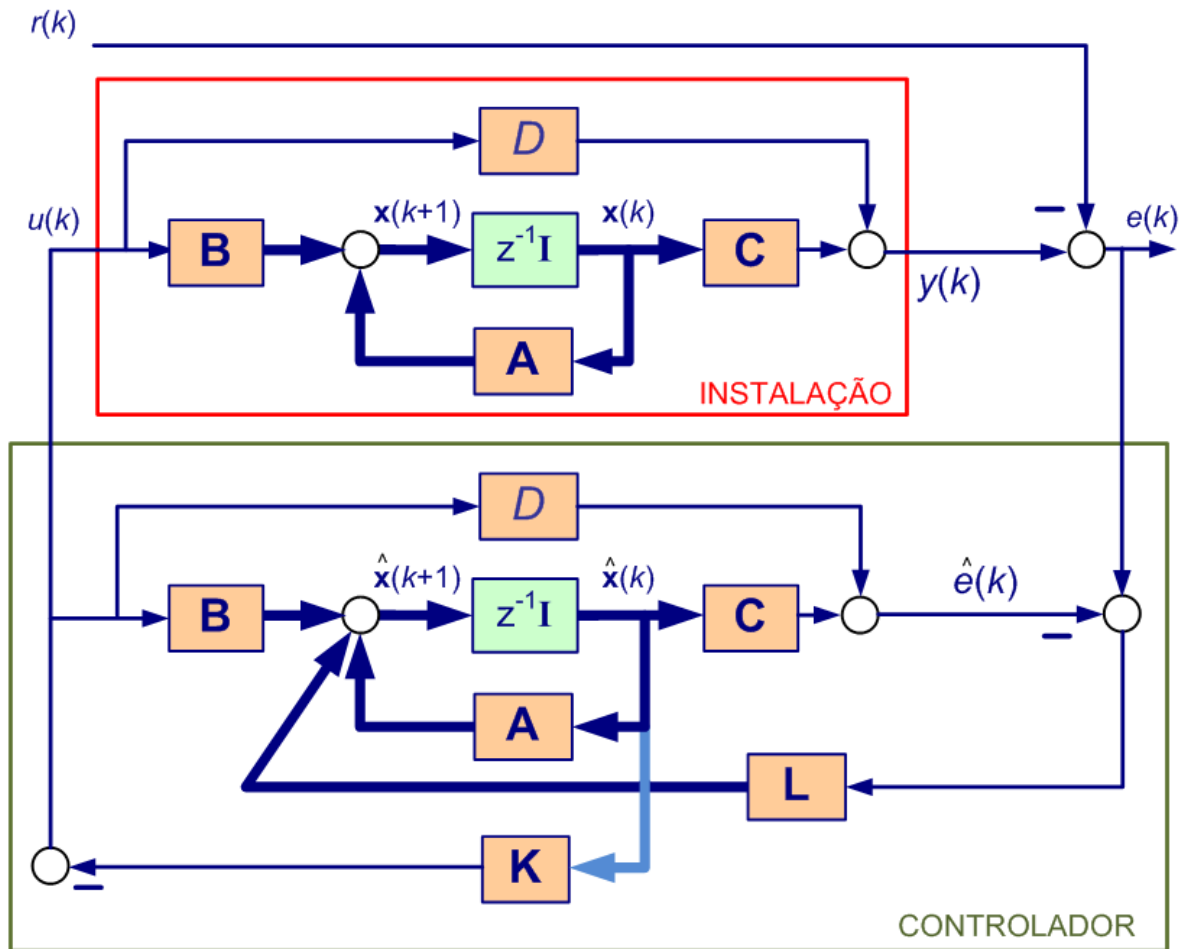 r(k)
D
u(k)
B
x(k+1)
z⁻¹I
x(k)
C
−
e(k)
y(k)
A
INSTALAÇÃO
D
B
x̂(k+1)
z⁻¹I
x̂(k)
C
ê(k)
−
A
L
K
−
CONTROLADOR